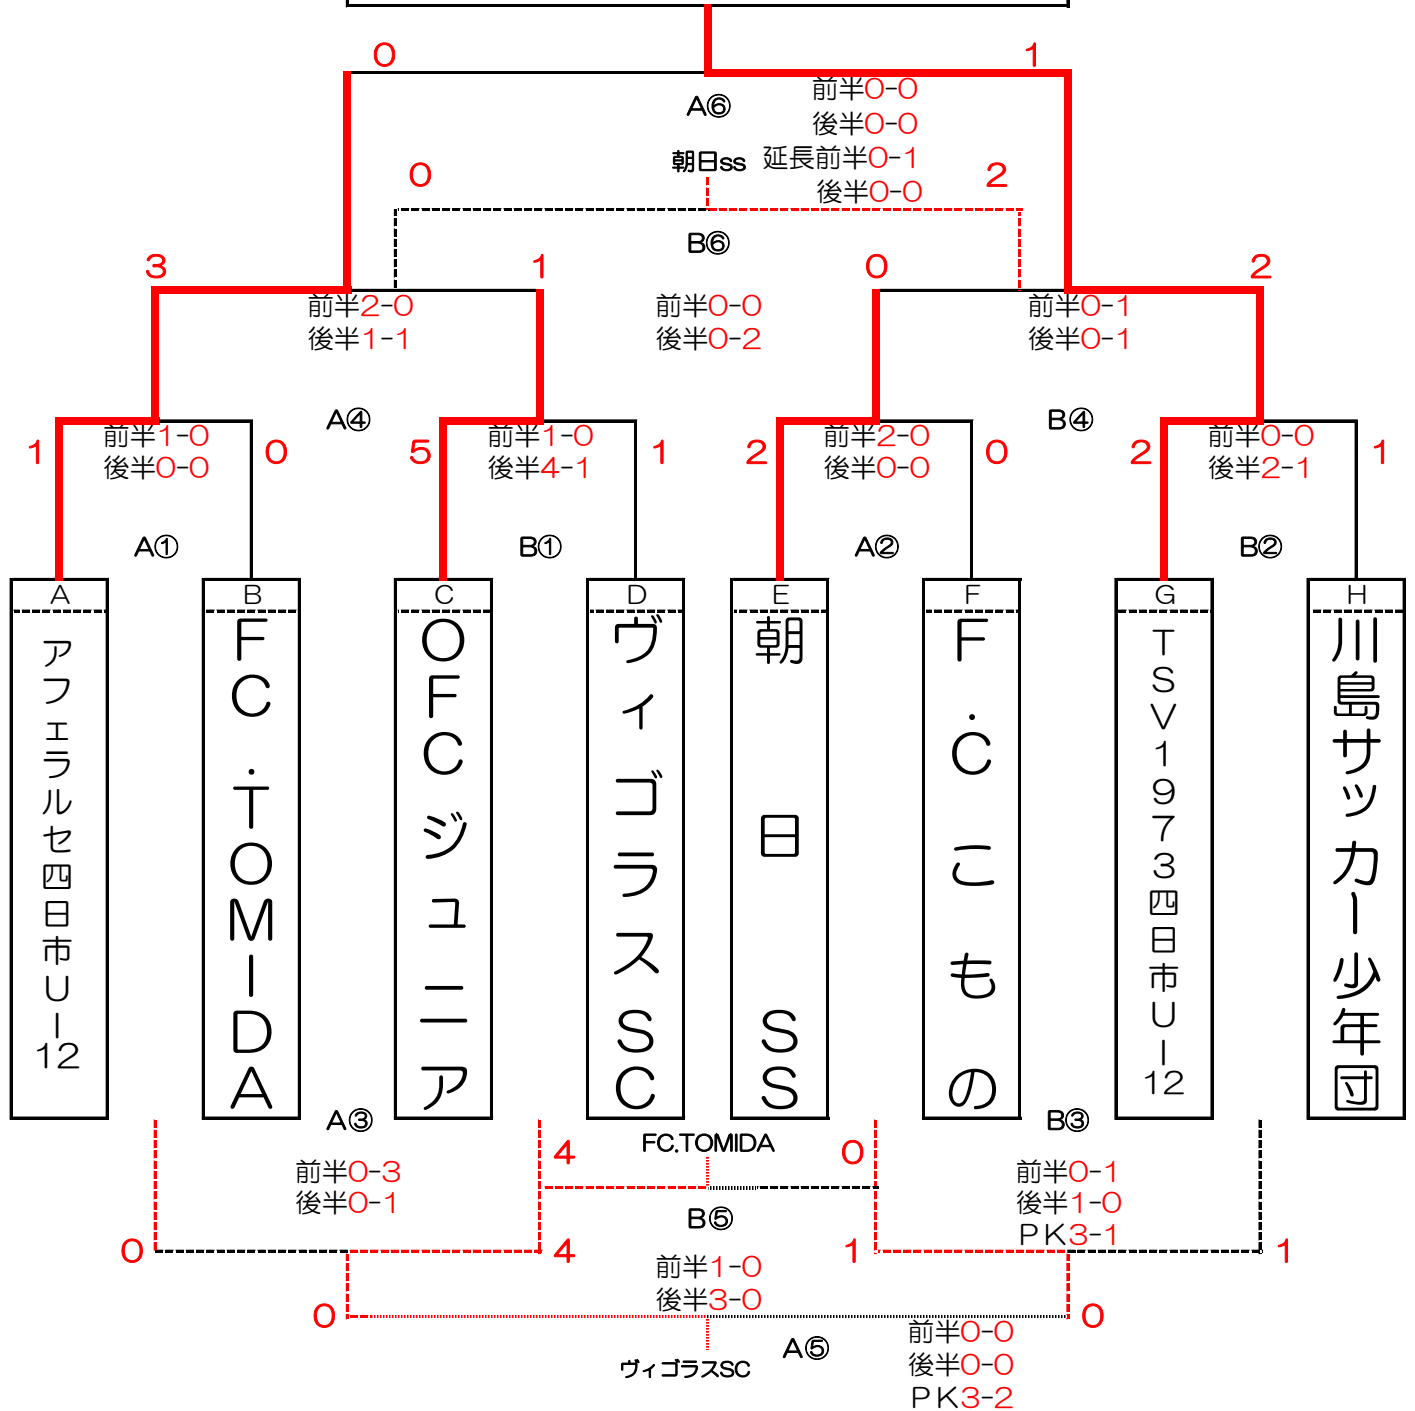 0
1
A⑥
前半0-0
後半0-0
朝日ss
延長前半0-1
後半0-0
0
2
B⑥
3
1
0
2
前半2-0
後半1-1
前半0-0
後半0-2
前半0-1
後半0-1
A④
B④
1
前半1-0
後半0-0
0
5
前半1-0
後半4-1
1
2
前半2-0
後半0-0
0
2
前半0-0
後半2-1
1
A①
B①
A②
B②
A
B
C
D
E
F
G
H
アフェラルセ四日市U-12
FC.TOMIDA
OFCジュニア
ヴィゴラスSC
朝日SS
F.Cこもの
TSV1973四日市U-12
川島サッカー少年団
A③
B③
前半0-3
後半0-1
4
FC.TOMIDA
0
前半0-1
後半1-0
PK3-1
B⑤
0
4
1
1
前半1-0
後半3-0
0
0
A⑤
前半0-0
後半0-0
PK3-2
ヴィゴラスSC